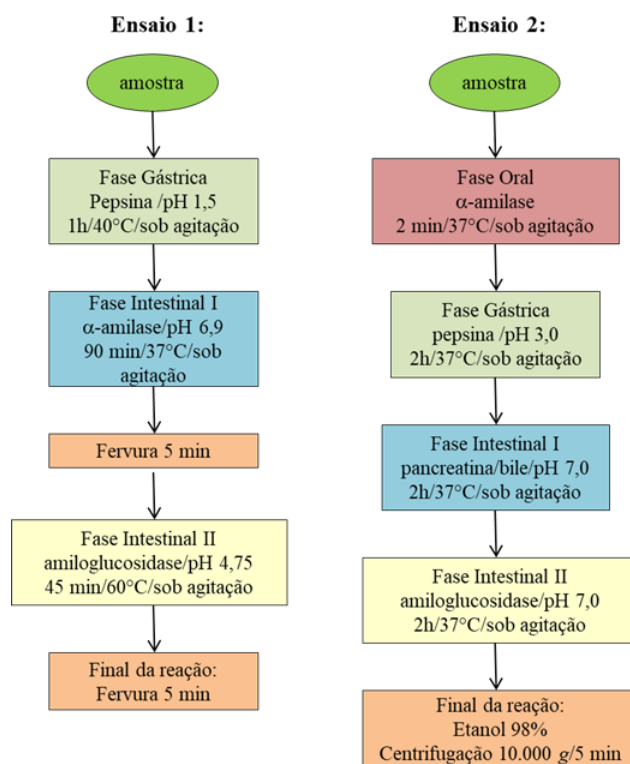 Ensaio 1:
amostra
Fase Gástrica
Pepsina /pH 1,5
1h/40°C/sob agitação
Fase Intestinal I
α-amilase/pH 6,9
90 min/37°C/sob
agitação
Fervura 5 min
Fase Intestinal II
amiloglucosidase/pH 4,75
45 min/60°C/sob agitação
Final da reação:
Fervura 5 min
Ensaio 2:
amostra
Fase Oral
α-amilase
2 min/37°C/sob agitação
Fase Gástrica
pepsina /pH 3,0
2h/37°C/sob agitação
Fase Intestinal I
pancreatina/bile/pH 7,0
2h/37°C/sob agitação
Fase Intestinal II
amiloglucosidase/pH 7,0
2h/37°C/sob agitação
Final da reação:
Etanol 98%
Centrifugação 10.000 g/5 min